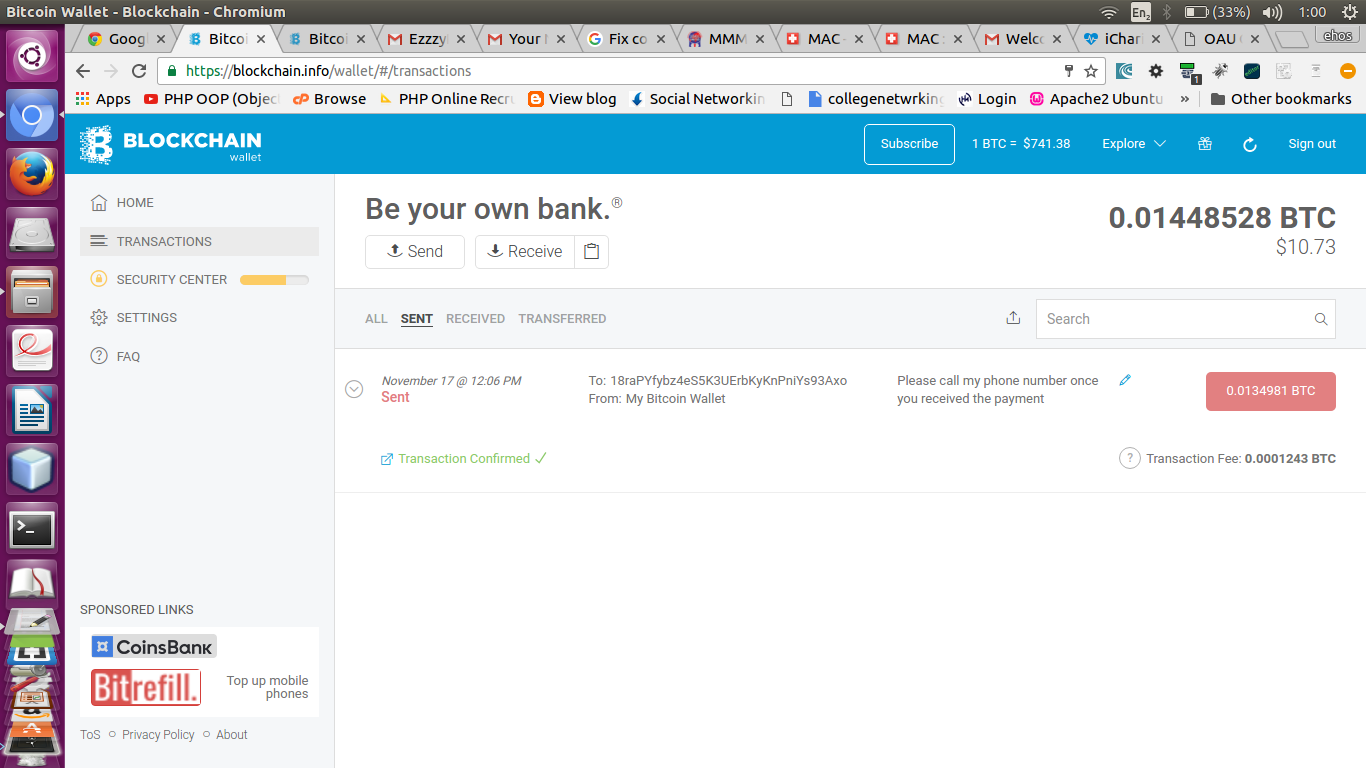 Bitcoin Wallet - Blockchain - Chromium
En2
(33%)
1:00
Googl
Bitcoi
Bitcoi
Ezzzy
Your
Fix co
MMM
MAC -
MAC
Welco
iChar
OAU
ehos
https://blockchain.info/wallet/#/transactions
1
Apps
PHP OOP (Objec
Browse
PHP Online Recru
View blog
Social Networkin
collegenetwrking
Login
Apache2 Ubuntu
»
Other bookmarks
BLOCKCHAIN
wallet
Subscribe
1 BTC = $741.38
Explore
Sign out
HOME
TRANSACTIONS
SECURITY CENTER
SETTINGS
FAQ
Be your own bank.®
0.01448528 BTC
$10.73
Send
Receive
ALL
SENT
RECEIVED
TRANSFERRED
Search
November 17 @ 12:06 PM
Sent
To: 18raPYfybz4eS5K3UErbKyKnPniYs93Axo
From: My Bitcoin Wallet
Please call my phone number once
you received the payment
0.0134981 BTC
Transaction Confirmed
? Transaction Fee: 0.0001243 BTC
SPONSORED LINKS
CoinsBank
Bitrefill.
Top up mobile
phones
ToS
Privacy Policy
About